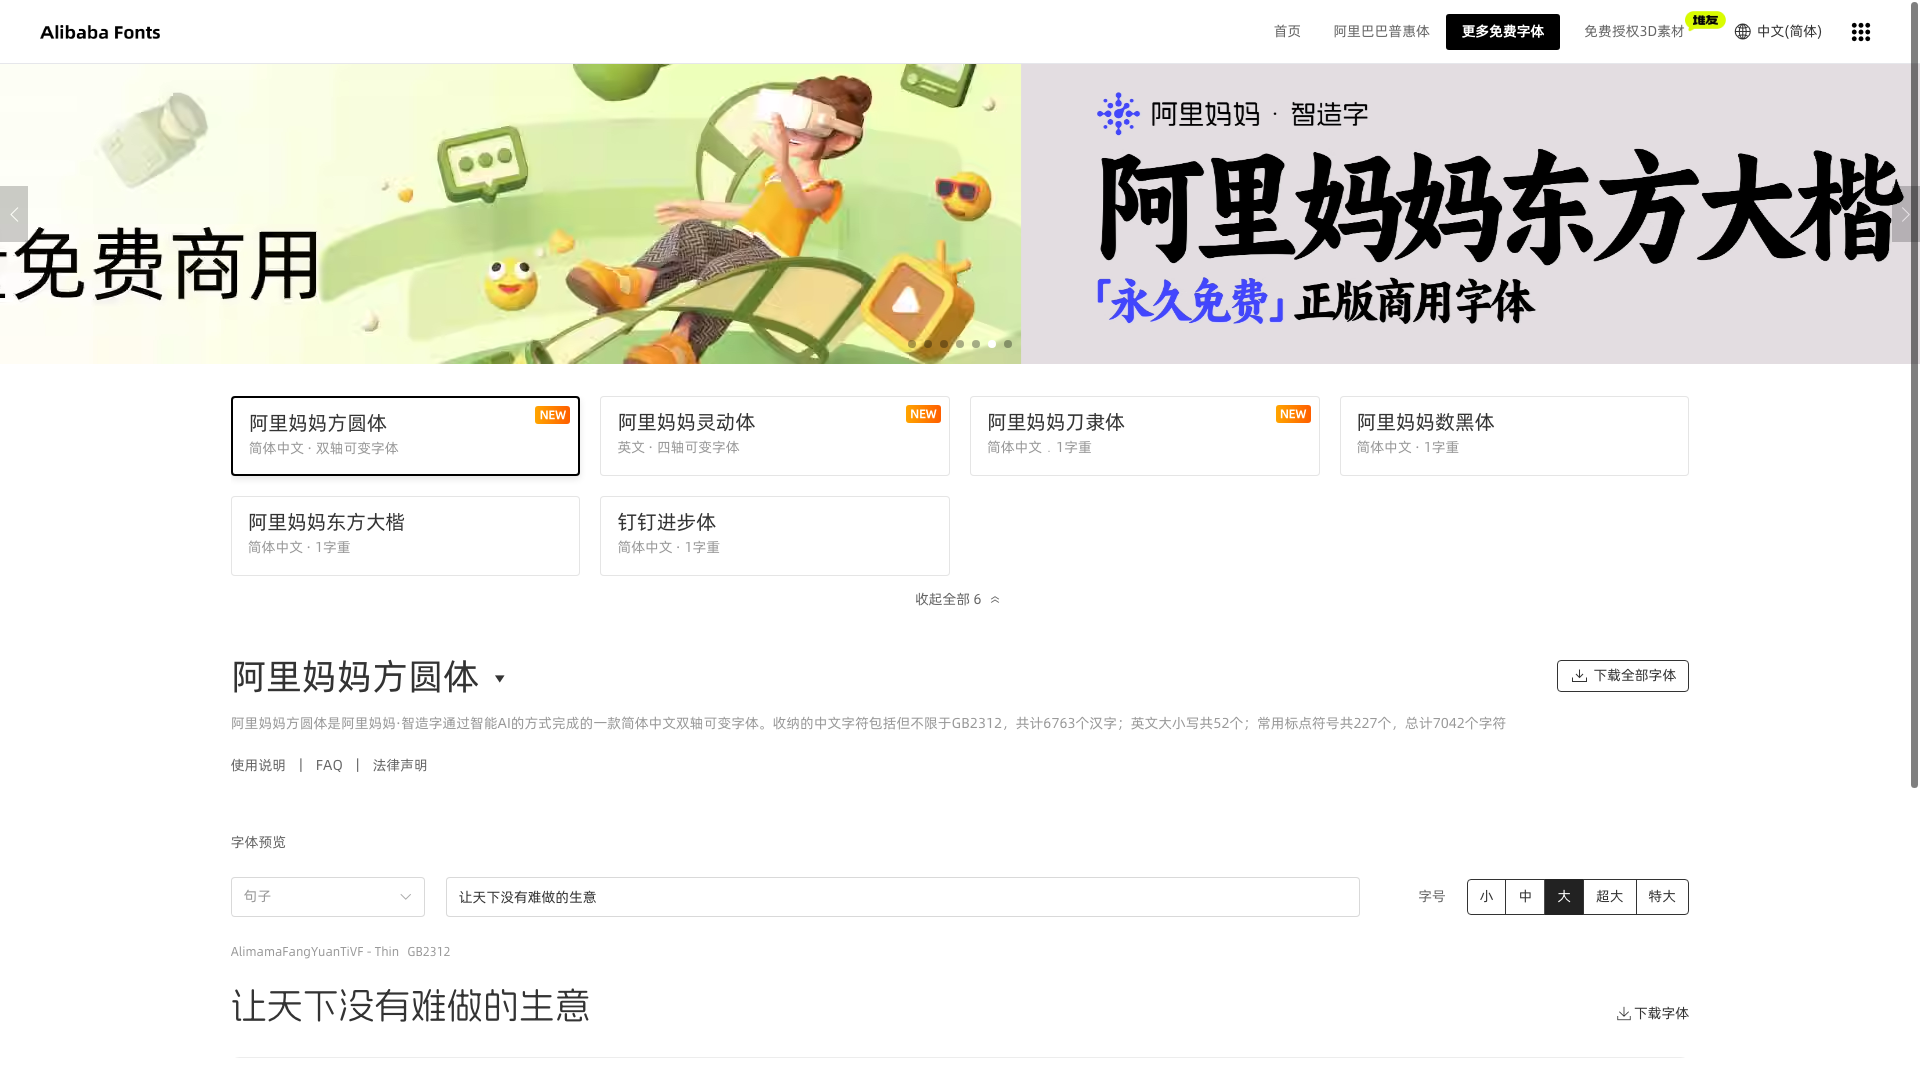 Alibaba Fonts
首页
阿里巴巴普惠体
更多免费字体
免费授权3D素材
堆友
中文(简体)
免费商用
阿里妈妈 · 智造字
阿里妈妈东方大楷
「永久免费」正版商用字体
阿里妈妈方圆体
NEW
简体中文 · 双轴可变字体
阿里妈妈灵动体
NEW
英文 · 四轴可变字体
阿里妈妈刀隶体
NEW
简体中文 . 1字重
阿里妈妈数黑体
简体中文 · 1字重
阿里妈妈东方大楷
简体中文 · 1字重
钉钉进步体
简体中文 · 1字重
收起全部 6
阿里妈妈方圆体
下载全部字体
阿里妈妈方圆体是阿里妈妈·智造字通过智能AI的方式完成的一款简体中文双轴可变字体。收纳的中文字符包括但不限于GB2312，共计6763个汉字；英文大小写共52个；常用标点符号共227个，总计7042个字符
使用说明 | FAQ | 法律声明
字体预览
句子
让天下没有难做的生意
字号
小 中 大 超大 特大
AlimamaFangYuanTiVF - Thin GB2312
让天下没有难做的生意
下载字体